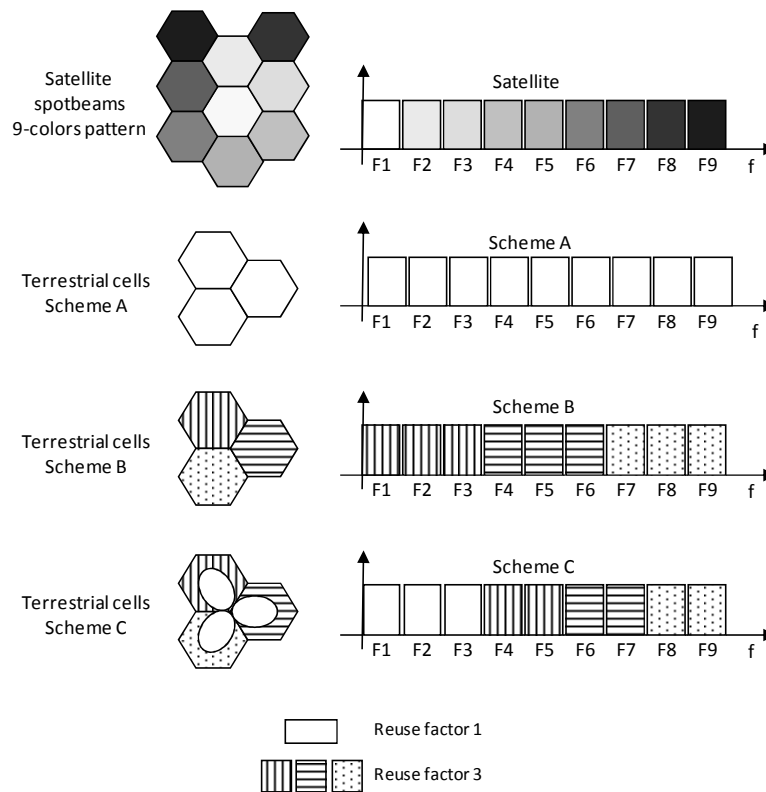 Satellite
spotbeams
9-colors pattern
Satellite
F1 F2 F3 F4 F5 F6 F7 F8 F9 f
Terrestrial cells
Scheme A
Scheme A
F1 F2 F3 F4 F5 F6 F7 F8 F9 f
Terrestrial cells
Scheme B
Scheme B
F1 F2 F3 F4 F5 F6 F7 F8 F9 f
Terrestrial cells
Scheme C
Scheme C
F1 F2 F3 F4 F5 F6 F7 F8 F9 f
Reuse factor 1
Reuse factor 3